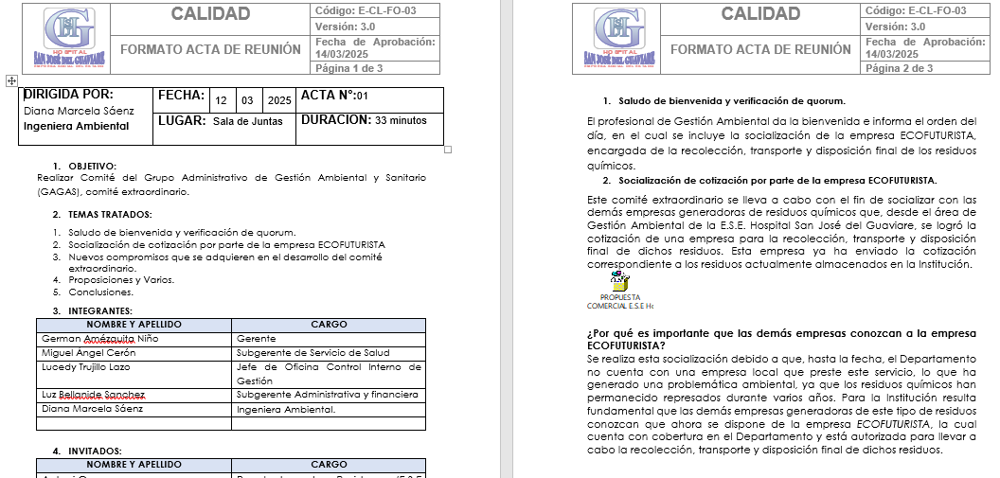 CALIDAD
Código: E-CL-FO-03
Versión: 3.0
FORMATO ACTA DE REUNIÓN
Fecha de Aprobación:
14/03/2025
Página 1 de 3
HOSPITAL
SAN JOSÉ DEL GUAVIARE
EMPRESA SOCIAL DEL ESTADO
DIRIGIDA POR:
Diana Marcela Sáenz
Ingeniera Ambiental
FECHA: 12 03 2025
ACTA N°:01
LUGAR: Sala de Juntas
DURACION: 33 minutos
1. OBJETIVO:
Realizar Comité del Grupo Administrativo de Gestión Ambiental y Sanitario
(GAGAS), comité extraordinario.
2. TEMAS TRATADOS:
1. Saludo de bienvenida y verificación de quorum.
2. Socialización de cotización por parte de la empresa ECOFUTURISTA
3. Nuevos compromisos que se adquieren en el desarrollo del comité
extraordinario.
4. Proposiciones y Varios.
5. Conclusiones.
3. INTEGRANTES:
NOMBRE Y APELLIDO CARGO
German Amézquita Niño Gerente
Miguel Ángel Cerón Subgerente de Servicio de Salud
Lucedy Trujillo Lazo Jefe de Oficina Control Interno de
Gestión
Luz Bellanide Sanchez Subgerente Administrativa y financiera
Diana Marcela Sáenz Ingeniera Ambiental.
4. INVITADOS:
NOMBRE Y APELLIDO CARGO
CALIDAD
Código: E-CL-FO-03
Versión: 3.0
FORMATO ACTA DE REUNIÓN
Fecha de Aprobación:
14/03/2025
Página 2 de 3
HOSPITAL
SAN JOSÉ DEL GUAVIARE
EMPRESA SOCIAL DEL ESTADO
1. Saludo de bienvenida y verificación de quorum.
El profesional de Gestión Ambiental da la bienvenida e informa el orden del
día, en el cual se incluye la socialización de la empresa ECOFUTURISTA,
encargada de la recolección, transporte y disposición final de los residuos
químicos.
2. Socialización de cotización por parte de la empresa ECOFUTURISTA.
Este comité extraordinario se lleva a cabo con el fin de socializar con las
demás empresas generadoras de residuos químicos que, desde el área de
Gestión Ambiental de la E.S.E. Hospital San José del Guaviare, se logró la
cotización de una empresa para la recolección, transporte y disposición
final de dichos residuos. Esta empresa ya ha enviado la cotización
correspondiente a los residuos actualmente almacenados en la Institución.
PROPUESTA
COMERCIAL E.S.E Ho
¿Por qué es importante que las demás empresas conozcan a la empresa
ECOFUTURISTA?
Se realiza esta socialización debido a que, hasta la fecha, el Departamento
no cuenta con una empresa local que preste este servicio, lo que ha
generado una problemática ambiental, ya que los residuos químicos han
permanecido represados durante varios años. Para la Institución resulta
fundamental que las demás empresas generadoras de este tipo de residuos
conozcan que ahora se dispone de la empresa ECOFUTURISTA, la cual
cuenta con cobertura en el Departamento y está autorizada para llevar a
cabo la recolección, transporte y disposición final de dichos residuos.